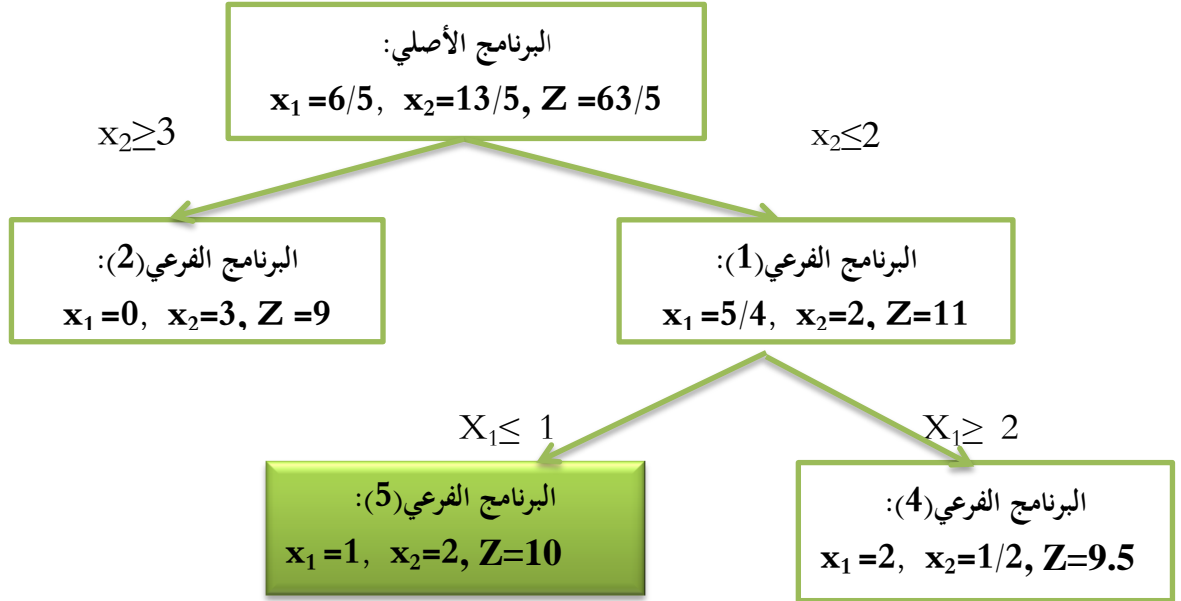 البرنامج الأصلي:
x₁ =6/5, x₂=13/5, Z =63/5
x₂≥3
x₂≤2
البرنامج الفرعي(2):
x₁ =0, x₂=3, Z =9
البرنامج الفرعي(1):
x₁ =5/4, x₂=2, Z=11
X₁≤ 1
X₁≥ 2
البرنامج الفرعي(5):
x₁ =1, x₂=2, Z=10
البرنامج الفرعي(4):
x₁ =2, x₂=1/2, Z=9.5